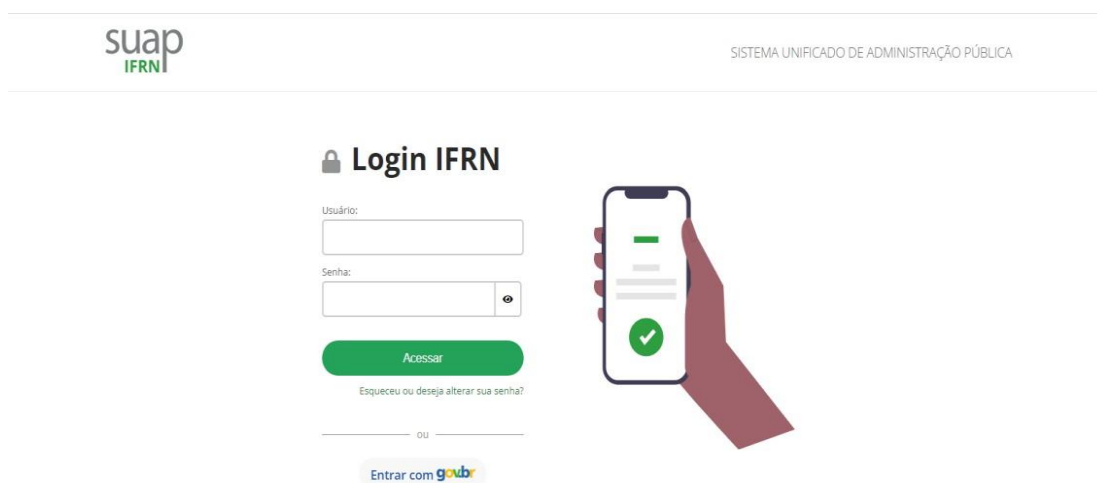 suap
IFRN
SISTEMA UNIFICADO DE ADMINISTRAÇÃO PÚBLICA
Login IFRN
Usuário:
Senha:
Acessar
Esqueceu ou deseja alterar sua senha?
ou
Entrar com gov.br